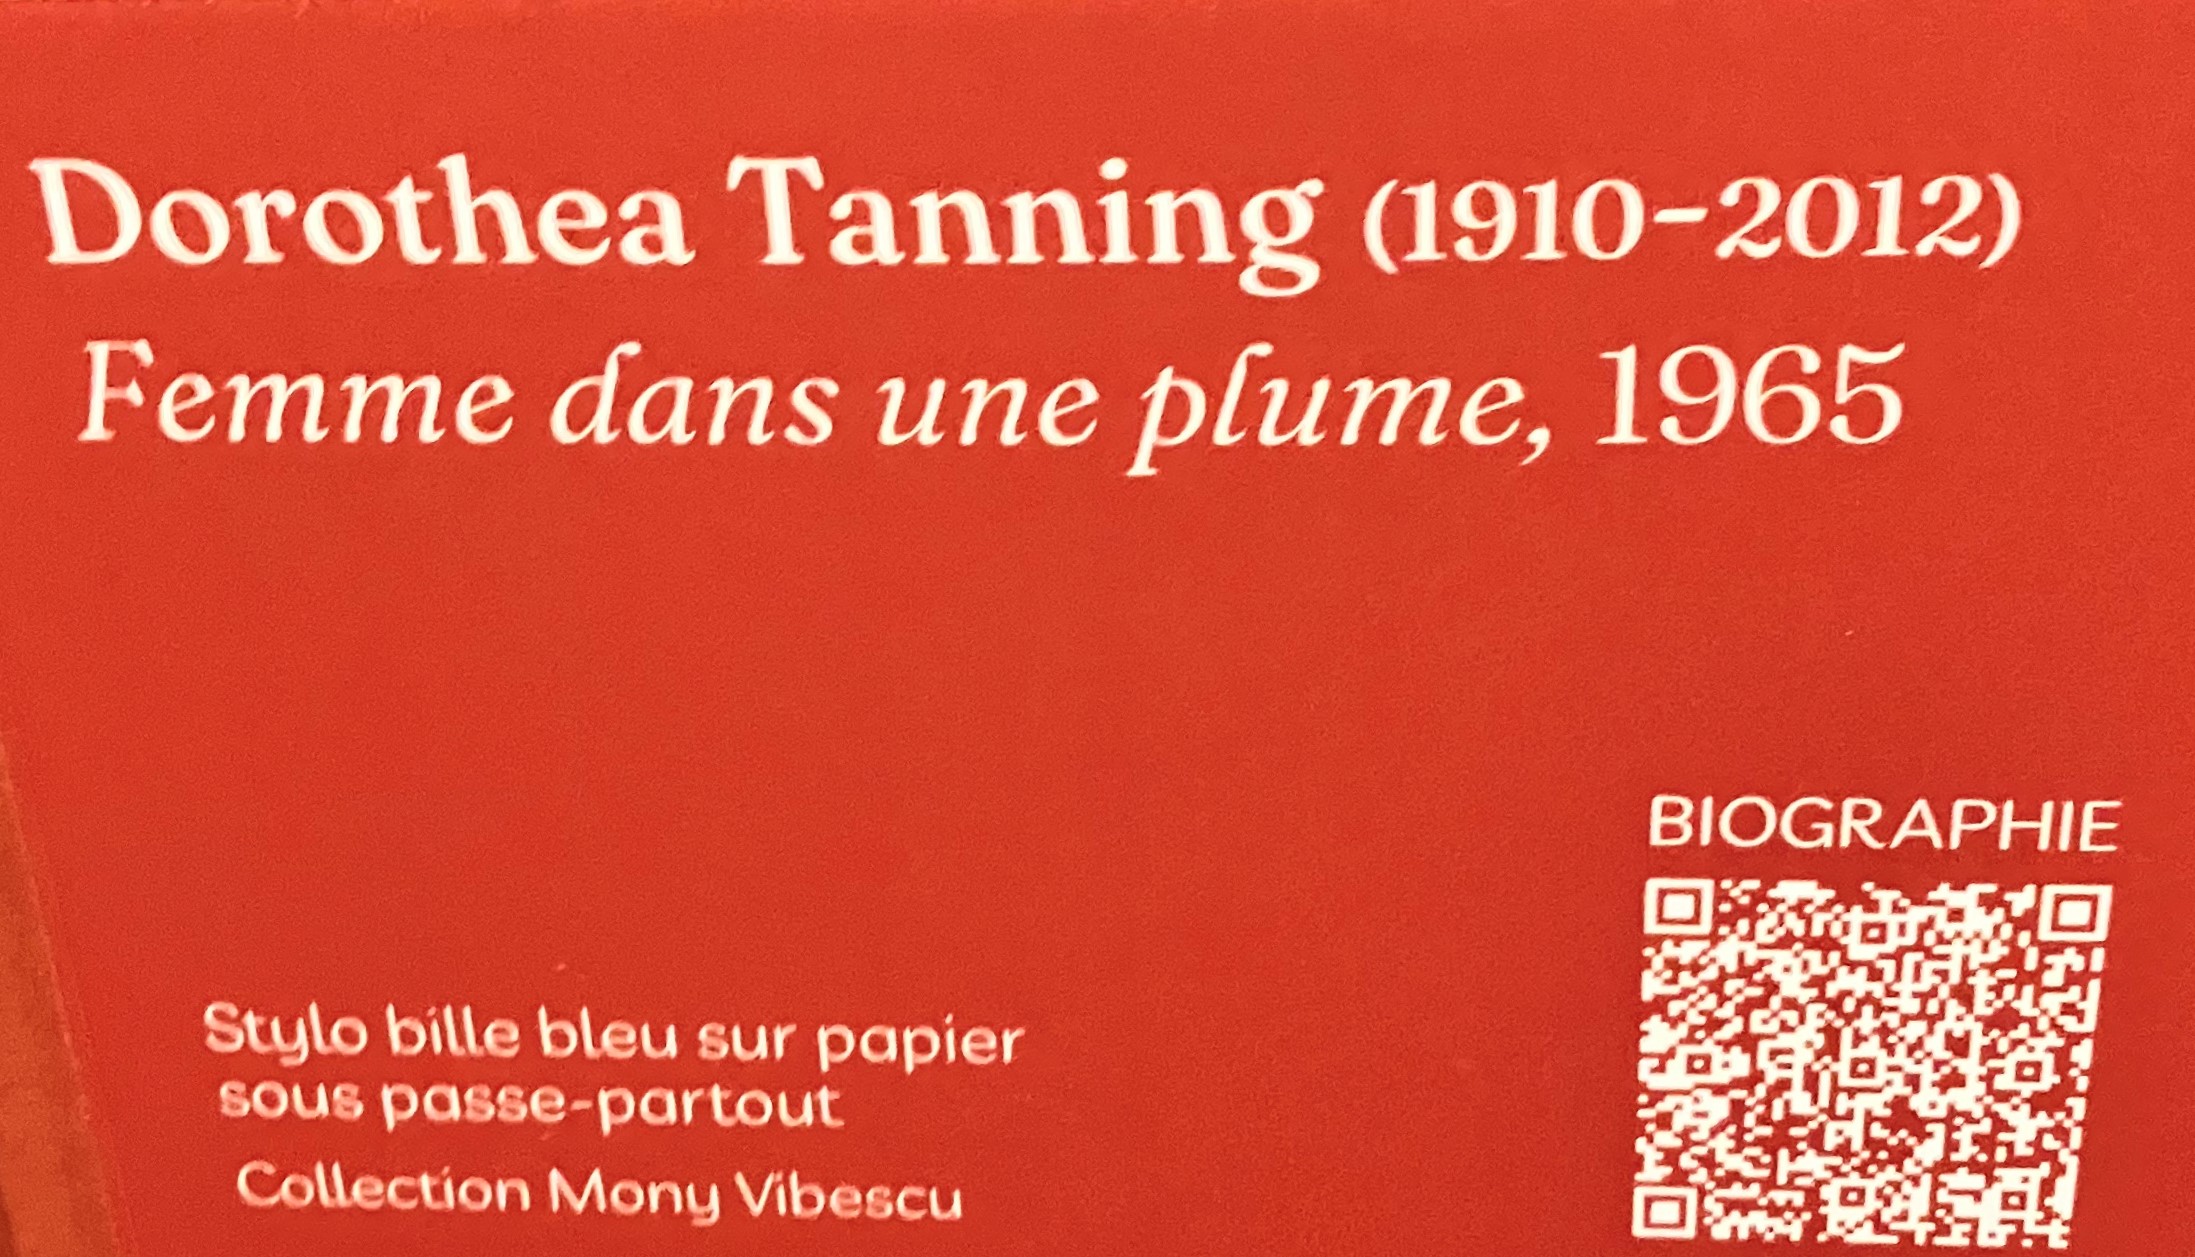 Dorothea Tanning (1910-2012)
Femme dans une plume, 1965
BIOGRAPHIE
Stylo bille bleu sur papier
sous passe-partout
Collection Mony Vibescu